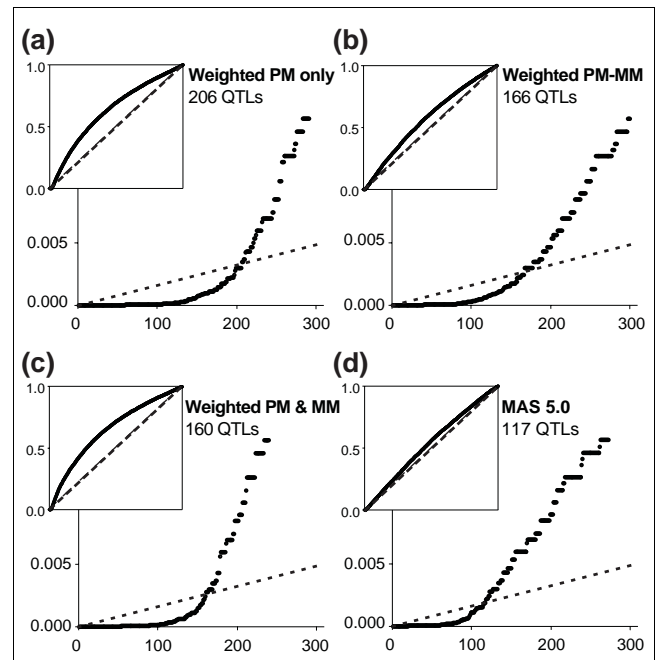 (a)
Weighted PM only
206 QTLs
1.0
0.5
0.0
0.005
0.000
0 100 200 300
(b)
Weighted PM-MM
166 QTLs
1.0
0.5
0.0
0.005
0.000
0 100 200 300
(c)
Weighted PM & MM
160 QTLs
1.0
0.5
0.0
0.005
0.000
0 100 200 300
(d)
MAS 5.0
117 QTLs
1.0
0.5
0.0
0.005
0.000
0 100 200 300